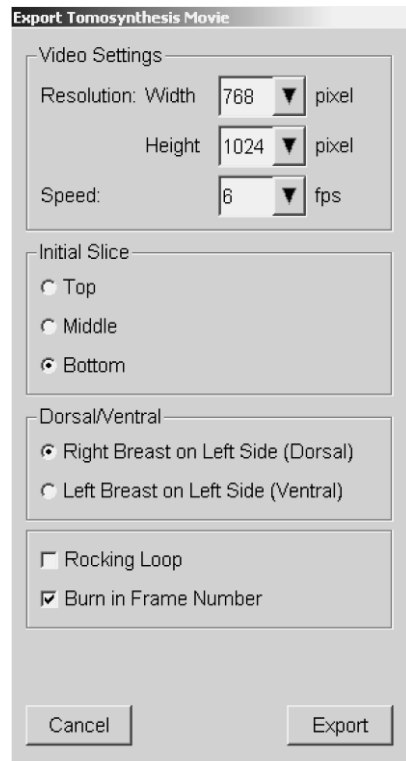 Export Tomosynthesis Movie
Video Settings
Resolution: Width 768 pixel
Height 1024 pixel
Speed: 6 fps
Initial Slice
Top
Middle
Bottom
Dorsal/Ventral
Right Breast on Left Side (Dorsal)
Left Breast on Left Side (Ventral)
Rocking Loop
Burn in Frame Number
Cancel Export